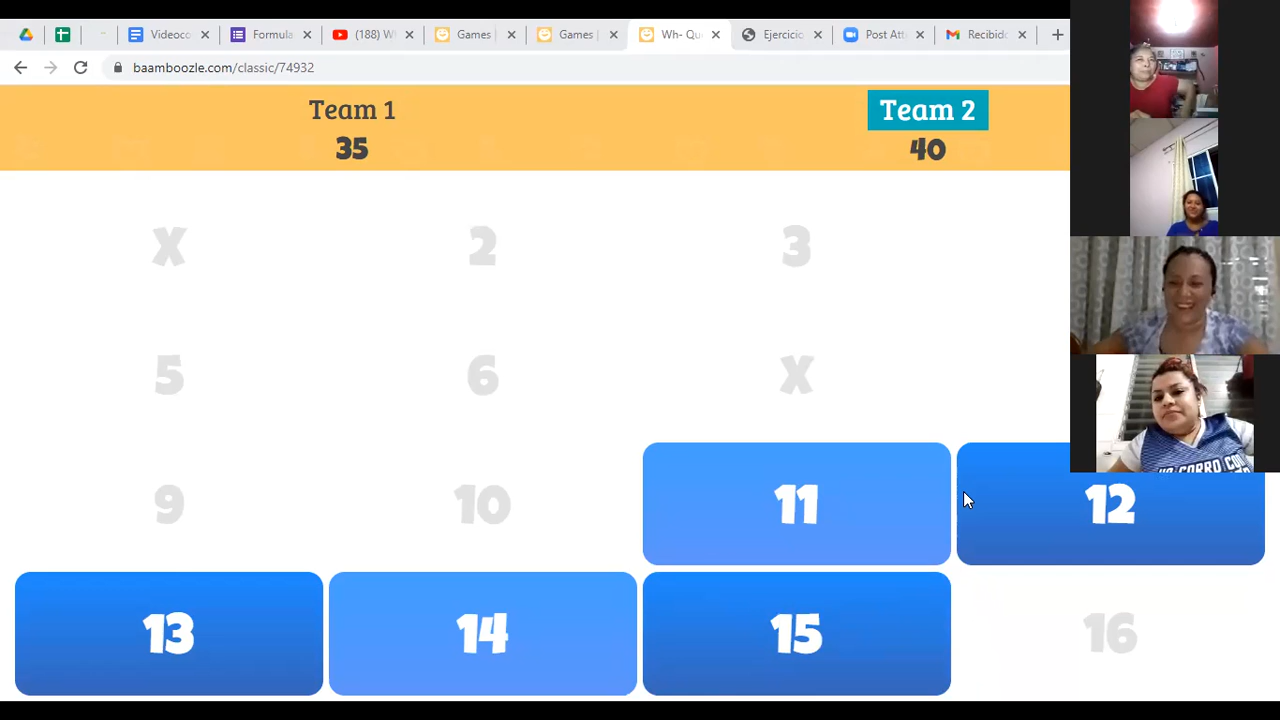 Videoco
Formula
(188) W
Games
Games
Wh- Qu
Ejercicio
Post Att
Recibido
baamboozle.com/classic/74932
Team 1
Team 2
35
40
X
2
3
5
6
X
9
10
11
12
13
14
15
16